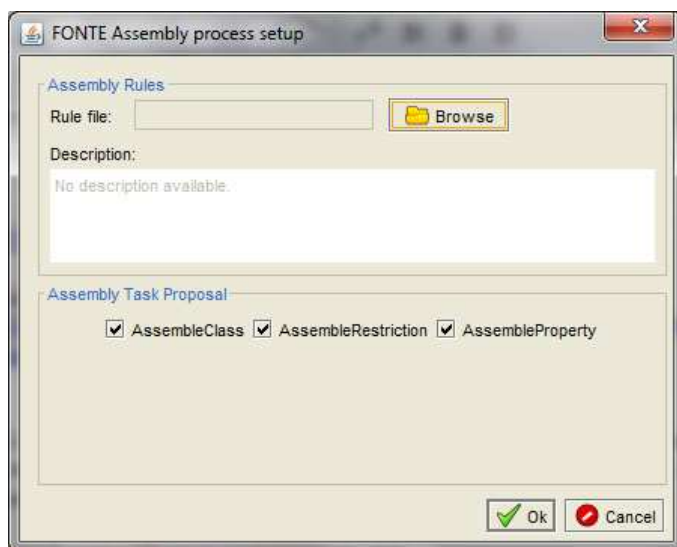 FONTE Assembly process setup
Assembly Rules
Rule file: Browse
Description:
No description available.
Assembly Task Proposal
AssembleClass AssembleRestriction AssembleProperty
Ok Cancel